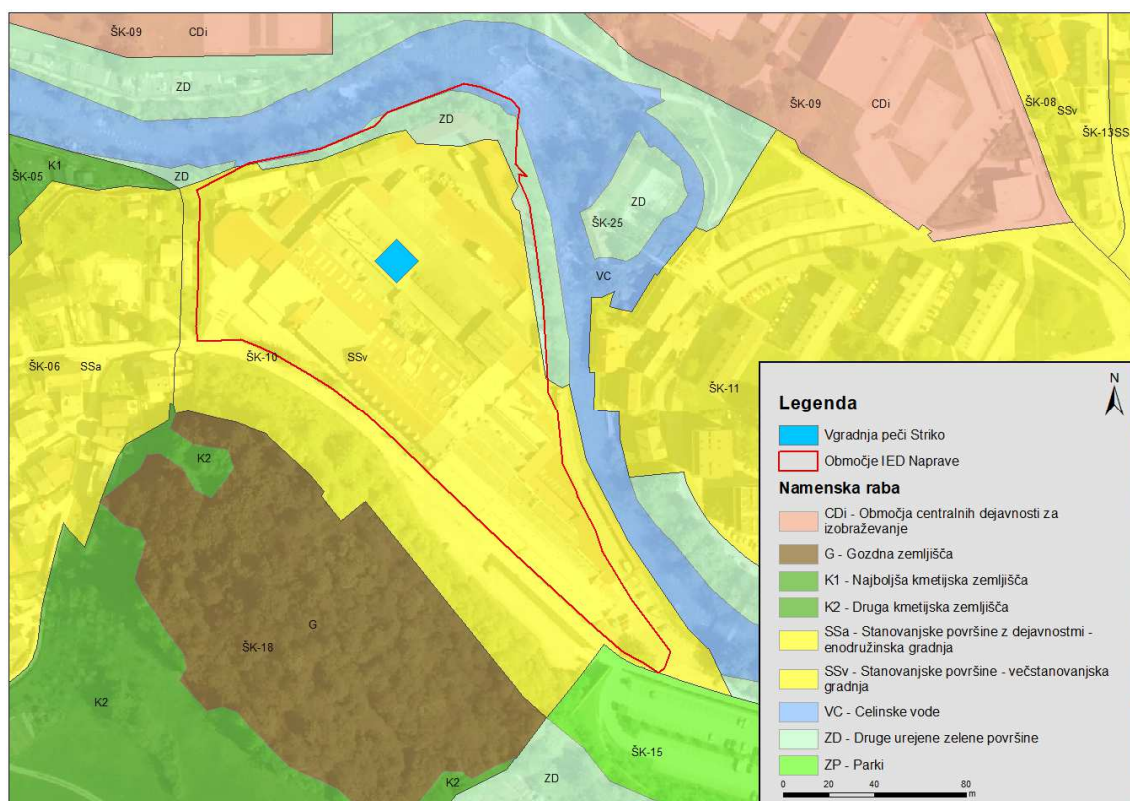 ŠK-09
CDi
ZD
ZD
ŠK-09
CDi
ŠK-08
SSv
ŠK-13SS
K1
ŠK-05
ZD
ZD
ŠK-25
VC
ŠK-06
SSa
ŠK-10
SSv
ŠK-11
K2
G
ŠK-18
K2
K2
ZD
ŠK-15
N
Legenda
Vgradnja peči Striko
Območje IED Naprave
Namenska raba
CDi - Območja centralnih dejavnosti za
izobraževanje
G - Gozdna zemljišča
K1 - Najboljša kmetijska zemljišča
K2 - Druga kmetijska zemljišča
SSa - Stanovanjske površine z dejavnostmi -
enodružinska gradnja
SSv - Stanovanjske površine - večstanovanjska
gradnja
VC - Celinske vode
ZD - Druge urejene zelene površine
ZP - Parki
0 20 40 80
m